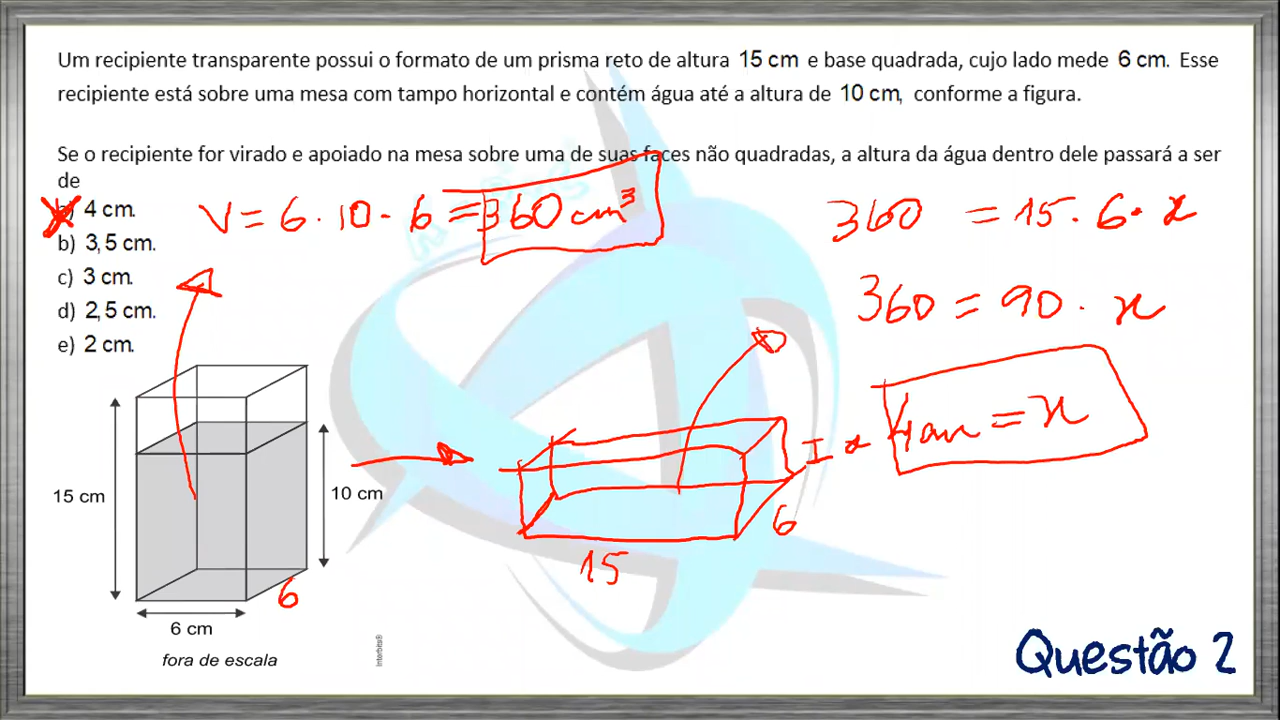 Um recipiente transparente possui o formato de um prisma reto de altura 15 cm e base quadrada, cujo lado mede 6 cm. Esse
recipiente está sobre uma mesa com tampo horizontal e contém água até a altura de 10 cm, conforme a figura.
Se o recipiente for virado e apoiado na mesa sobre uma de suas faces não quadradas, a altura da água dentro dele passará a ser
de
4 cm.
b) 3,5 cm.
c) 3 cm.
d) 2,5 cm.
e) 2 cm.
V = 6 · 10 · 6 = 360 cm³
360 = 15 · 6 · x
360 = 90 · x
4 cm = x
15 cm
10 cm
6
6 cm
fora de escala
Interbits®
x
6
15
Questão 2